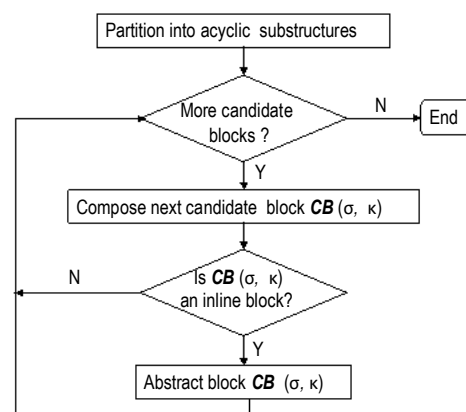 Partition into acyclic substructures
More candidate
blocks ?
N
End
Y
Compose next candidate block CB (σ, κ)
N
Is CB (σ, κ)
an inline block?
Y
Abstract block CB (σ, κ)